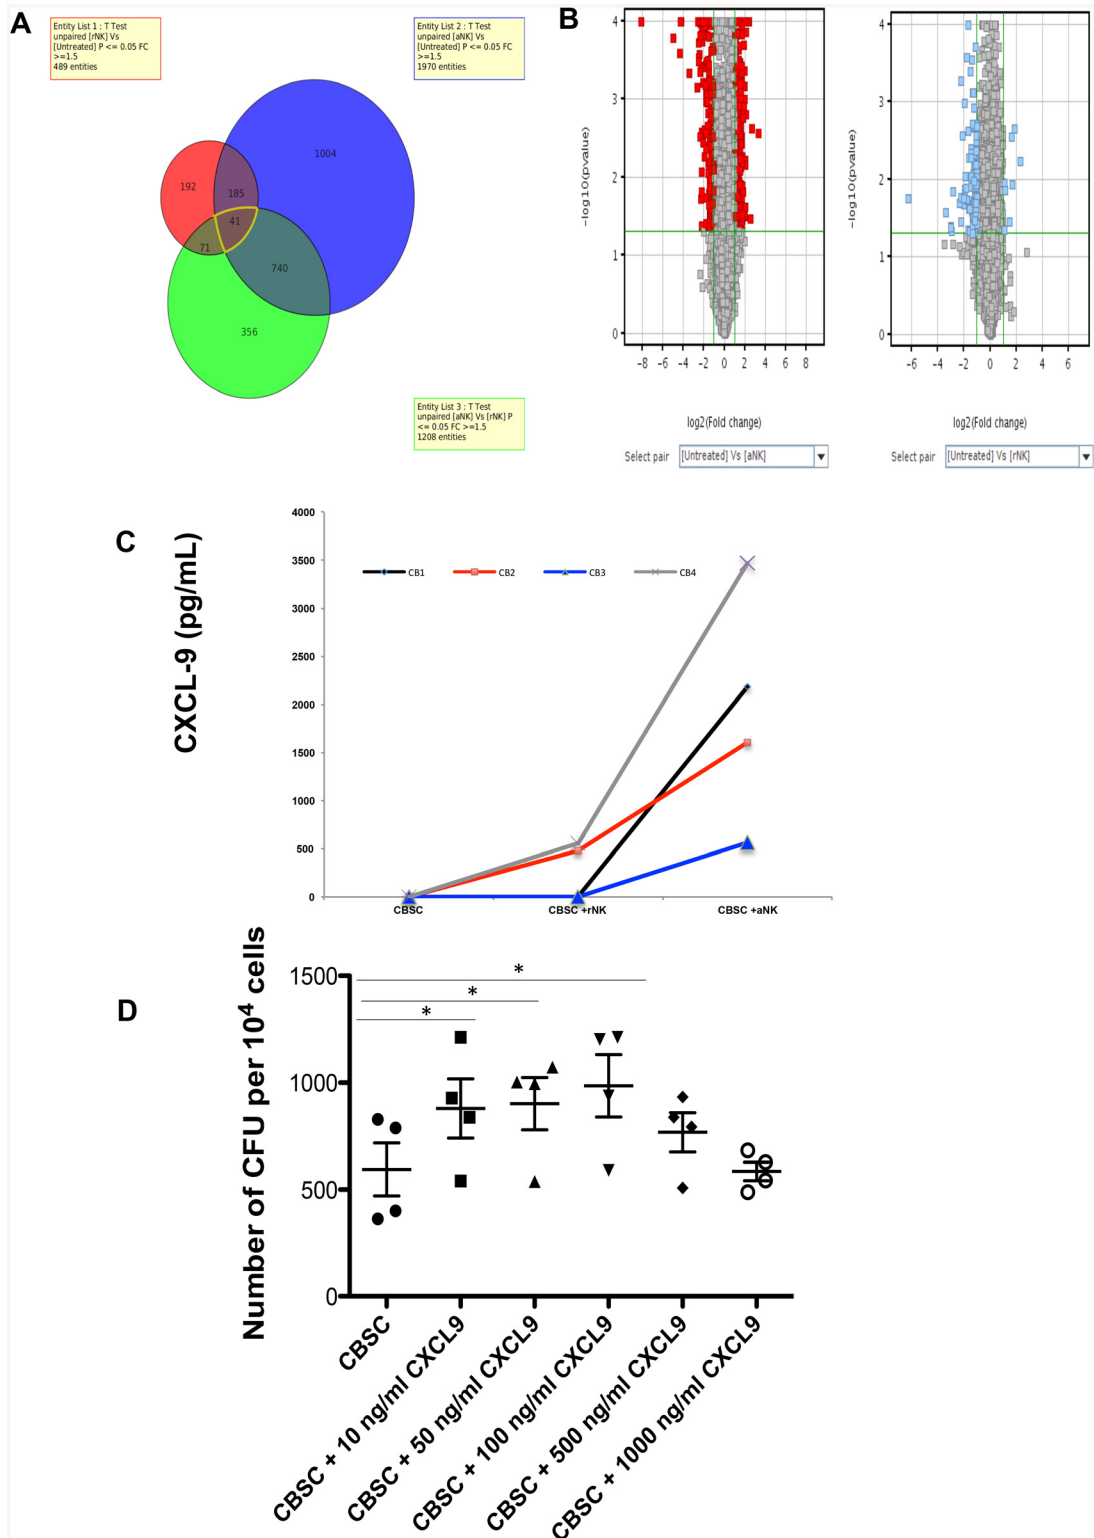 A
Entity List 1 : T Test
unpaired [rNK] Vs
[Untreated] P <= 0.05 FC
>=1.5
489 entities
Entity List 2 : T Test
unpaired [aNK] Vs
[Untreated] P <= 0.05 FC
>=1.5
1970 entities
192
185
1004
41
71
740
356
Entity List 3 : T Test
unpaired [aNK] Vs [rNK] P
<= 0.05 FC >=1.5
1208 entities
B
-log10(pvalue)
4
3
2
1
0
-8 -6 -4 -2 0 2 4 6 8
log2(Fold change)
Select pair [Untreated] Vs [aNK]
-log10(pvalue)
4
3
2
1
0
-6 -4 -2 0 2 4 6
log2(Fold change)
Select pair [Untreated] Vs [rNK]
C
CXCL-9 (pg/mL)
4000
3500
3000
2500
2000
1500
1000
500
0
CB1 CB2 CB3 CB4
CBSC CBSC +rNK CBSC +aNK
D
Number of CFU per 10⁴ cells
1500
1000
500
0
*
*
*
CBSC
CBSC + 10 ng/ml CXCL9
CBSC + 50 ng/ml CXCL9
CBSC + 100 ng/ml CXCL9
CBSC + 500 ng/ml CXCL9
CBSC + 1000 ng/ml CXCL9